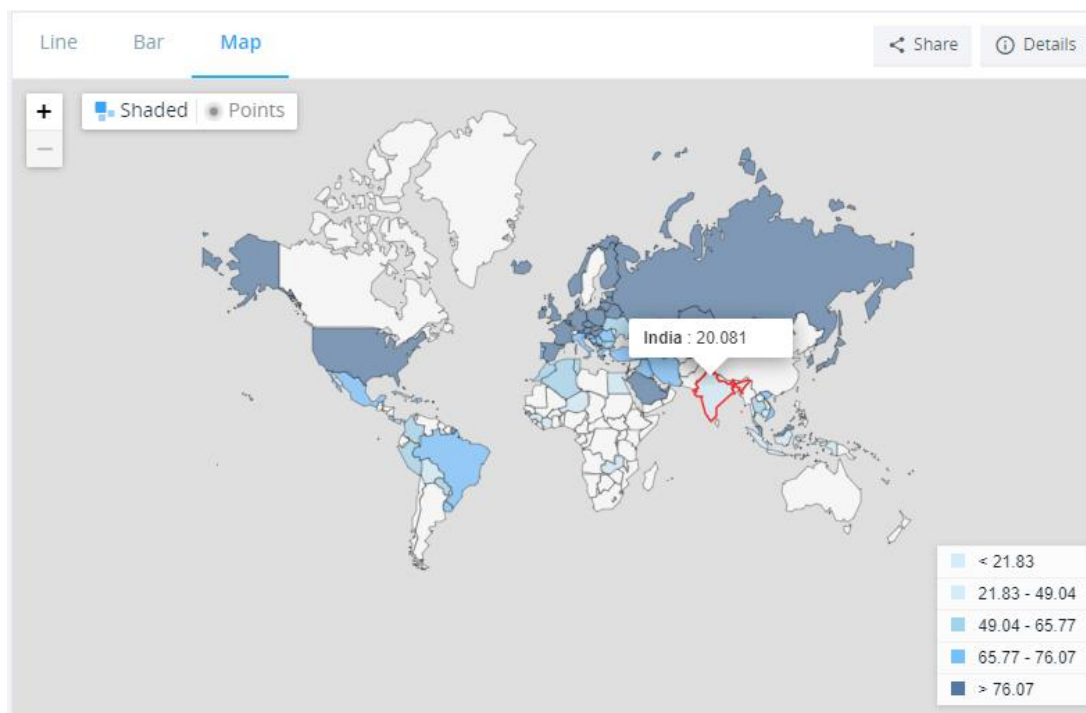 Line Bar Map Share Details
+ Shaded Points
−
India : 20.081
< 21.83
21.83 - 49.04
49.04 - 65.77
65.77 - 76.07
> 76.07